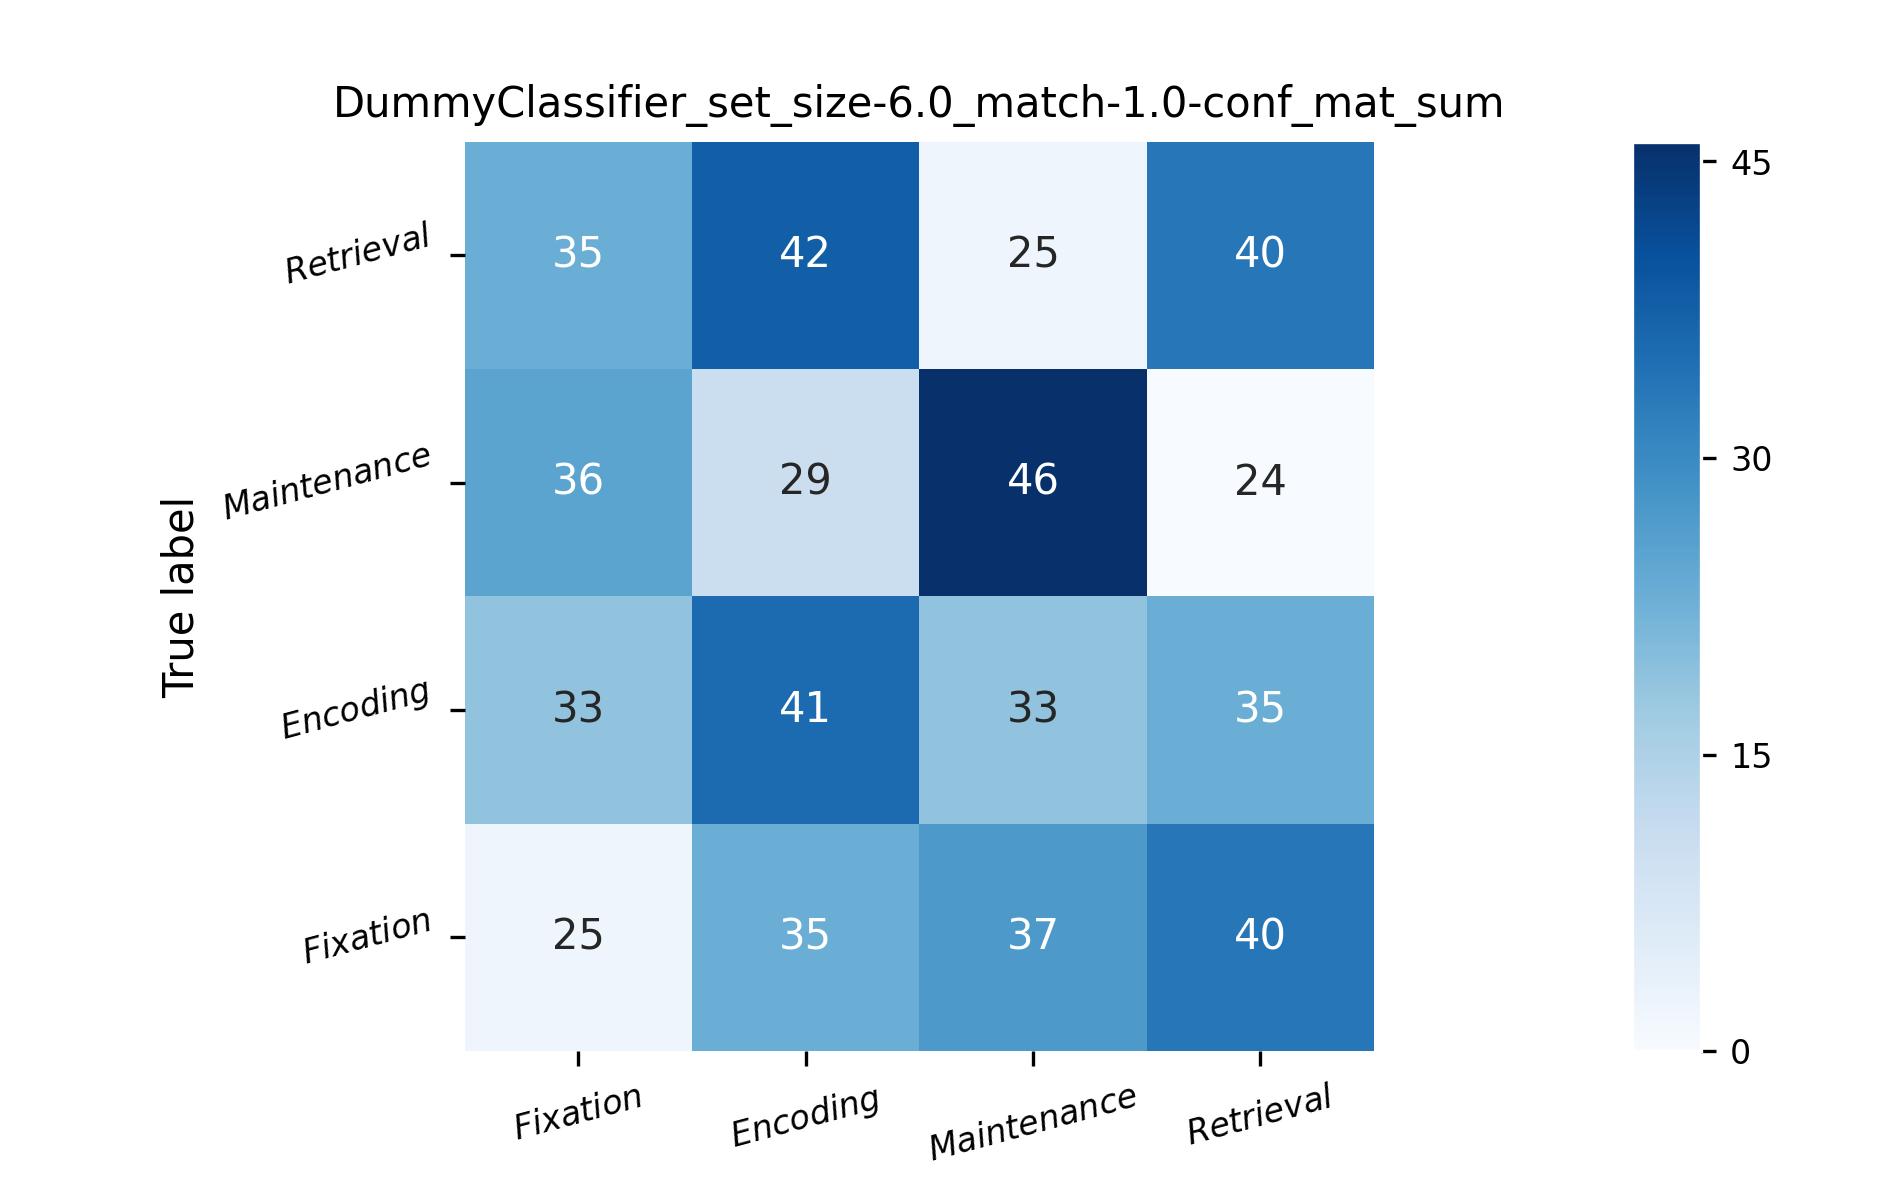 DummyClassifier_set_size-6.0_match-1.0-conf_mat_sum
True label
Retrieval 35 42 25 40
Maintenance 36 29 46 24
Encoding 33 41 33 35
Fixation 25 35 37 40
Fixation Encoding Maintenance Retrieval
45
30
15
0